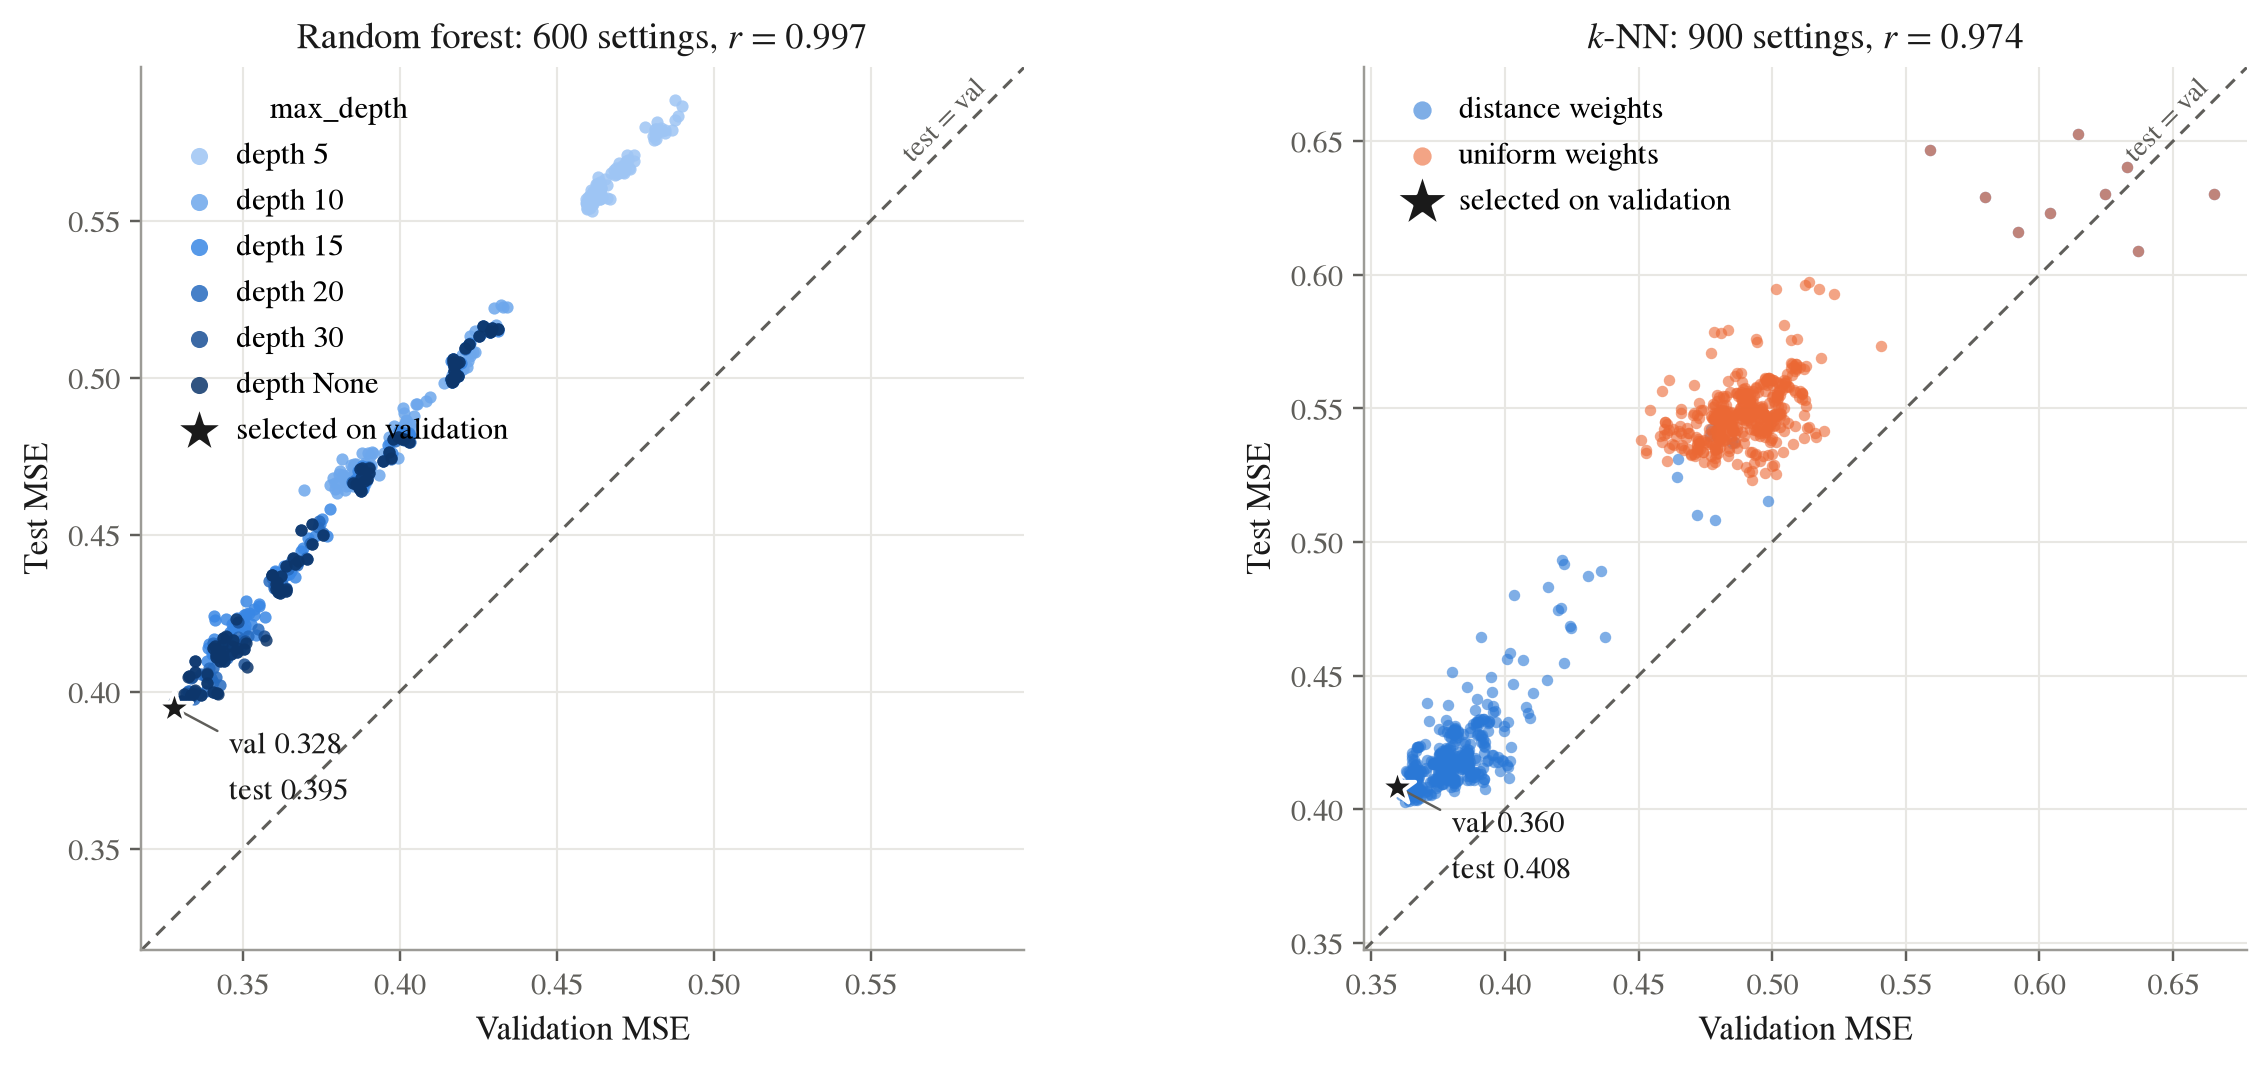 Random forest: 600 settings, r = 0.997
max_depth
depth 5
depth 10
depth 15
depth 20
depth 30
depth None
selected on validation
test = val
val 0.328
test 0.395
0.55
0.50
0.45
0.40
0.35
0.35 0.40 0.45 0.50 0.55
Validation MSE
Test MSE
k-NN: 900 settings, r = 0.974
distance weights
uniform weights
selected on validation
test = val
val 0.360
test 0.408
0.65
0.60
0.55
0.50
0.45
0.40
0.35
0.35 0.40 0.45 0.50 0.55 0.60 0.65
Validation MSE
Test MSE